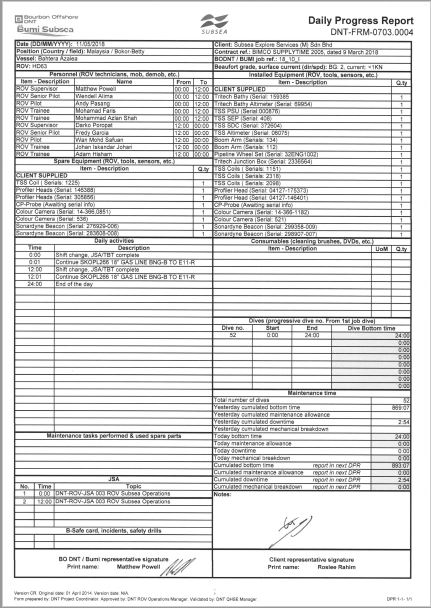 Bourbon Offshore
DNT
Bumi Subsea
SUBSEA
Daily Progress Report
DNT-FRM-0703.0004
Date (DD/MM/YYYY): 11/05/2018
Client: Subsea Explore Services (M) Sdn Bhd
Position (Country / field): Malaysia / Bokor-Betty
Contract ref.: BIMCO SUPPLYTIME 2005, dated 9 March 2018
Vessel: Bahtera Azalea
BODNT / BUMI job ref.: 18_10_I
ROV: HD63
Beaufort grade, surface current (dir/spd): BG: 2, current: <1KN
Personnel (ROV technicians, mob, demob, etc.)
Item - Description Name From To
ROV Supervisor Matthew Powell 00:00 12:00
ROV Senior Pilot Wendell Alima 00:00 12:00
ROV Pilot Andy Pasang 00:00 12:00
ROV Trainee Mohamad Faris 00:00 12:00
ROV Trainee Mohammad Azlan Shah 00:00 12:00
ROV Supervisor Darko Poropat 12:00 00:00
ROV Senior Pilot Fredy Garcia 12:00 00:00
ROV Pilot Wan Mohd Safuan 12:00 00:00
ROV Trainee Johan Iskandar Johari 12:00 00:00
ROV Trainee Adam Hisham 12:00 00:00
Installed Equipment (ROV, tools, sensors, etc.)
Item - Description Q.ty
CLIENT SUPPLIED
Tritech Bathy (Serial: 159385 1
Tritech Bathy Altimeter (Serial: 69954) 1
TSS PSU (Serial: 000876) 1
TSS SEP (Serial: 408) 1
TSS SDC (Serial: 372604) 1
TSS Altimeter (Serial: 06075) 1
Boom Arm (Serials: 134) 1
Boom Arm (Serials: 112) 1
Pipeline Wheel Set (Serial: 32ENG1002) 1
Tritech Junction Box (Serial: 2336564) 1
TSS Coils (Serial: 1151) 1
TSS Coils (Serial: 2318) 1
TSS Coils (Serial: 2098) 1
Profiler Head (Serial: 04127-175373) 1
Profiler Head (Serial: 04127-146401) 1
CP-Probe (Awaiting serial info) 1
Colour Camera (Serial: 14-366-1182) 1
Colour Camera (Serial: 521) 1
Sonardyne Beacon (Serial: 299358-009) 1
Sonardyne Beacon (Serial: 298907-007) 1
Spare Equipment (ROV, tools, sensors, etc.)
Item - Description Q.ty
CLIENT SUPPLIED
TSS Coil ( Serials: 1225) 1
Profiler Heads (Serial: 146388) 1
Profiler Heads (Serial: 305866) 1
CP-Probe (Awaiting serial info) 1
Colour Camera (Serial: 14-366.0851) 1
Colour Camera (Serial: 536) 1
Sonardyne Beacon (Serial: 276929-006) 1
Sonardyne Beacon (Serial: 283608-008) 1
Daily activities
Time Description
0:00 Shift change, JSA/TBT complete
0:01 Continue SKOPL266 18" GAS LINE BNG-B TO E11-R
12:00 Shift change, JSA/TBT complete
12:01 Continue SKOPL266 18" GAS LINE BNG-B TO E11-R
24:00 End of the day
Consumables (cleaning brushes, DVDs, etc.)
Item - Description UoM Q.ty
Dives (progressive dive no. From 1st job dive)
Dive no. Start End Dive Bottom time
52 0:00 24:00 24:00
0:00
0:00
0:00
0:00
0:00
0:00
0:00
Maintenance time
Total number of dives 52
Yesterday cumulated bottom time 869:07
Yesterday cumulated maintenance allowance
Yesterday cumulated downtime 2:54
Yesterday cumulated mechanical breakdown
Today bottom time 24:00
Today maintenance allowance 0:00
Today downtime 0:00
Today mechanical breakdown 0:00
Cumulated bottom time report in next DPR 893:07
Cumulated maintenance allowance report in next DPR 0:00
Cumulated downtime report in next DPR 2:54
Cumulated mechanical breakdown report in next DPR 0:00
Maintenance tasks performed & used spare parts
JSA
No. Time Topic
1 0:00 DNT-ROV-JSA 003 ROV Subsea Operations
2 12:00 DNT-ROV-JSA 003 ROV Subsea Operations
B-Safe card, incidents, safety drills
Notes:
BO DNT / Bumi representative signature
Print name: Matthew Powell
Client representative signature
Print name: Roslee Rahim
Version CR. Original date: 01 April 2014. Version date: N/A.
Form prepared by: DNT Project Coordinator. Approved by: DNT ROV Operations Manager. Validated by: DNT QHSE Manager
DPR 1-1- 1/1